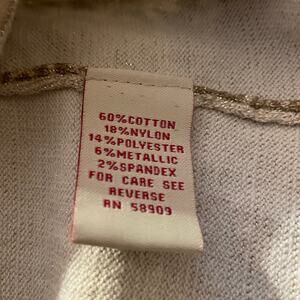 60%COTTON
18%NYLON
14%POLYESTER
6%METALLIC
2%SPANDEX
FOR CARE SEE
REVERSE
RN 58909